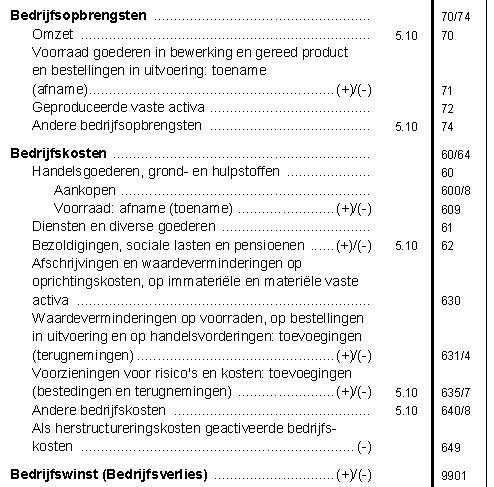 Bedrijfsopbrengsten ........................................ 70/74
Omzet ........................................ 5.10 70
Voorraad goederen in bewerking en gereed product
en bestellingen in uitvoering: toename
(afname)........................................(+)/(-) 71
Geproduceerde vaste activa ........................................ 72
Andere bedrijfsopbrengsten ........................................ 5.10 74
Bedrijfskosten ........................................ 60/64
Handelsgoederen, grond- en hulpstoffen .................... 60
Aankopen ........................................ 600/8
Voorraad: afname (toename) ....................(+)/(-) 609
Diensten en diverse goederen ........................................ 61
Bezoldigingen, sociale lasten en pensioenen ......(+)/(-) 5.10 62
Afschrijvingen en waardeverminderingen op
oprichtingskosten, op immateriële en materiële vaste
activa ........................................ 630
Waardeverminderingen op voorraden, op bestellingen
in uitvoering en op handelsvorderingen: toevoegingen
(terugnemingen) ........................................(+)/(-) 631/4
Voorzieningen voor risico's en kosten: toevoegingen
(bestedingen en terugnemingen) ....................(+)/(-) 5.10 635/7
Andere bedrijfskosten ........................................ 5.10 640/8
Als herstructureringskosten geactiveerde bedrijfs-
kosten ........................................(-) 649
Bedrijfswinst (Bedrijfsverlies) ....................(+)/(-) 9901